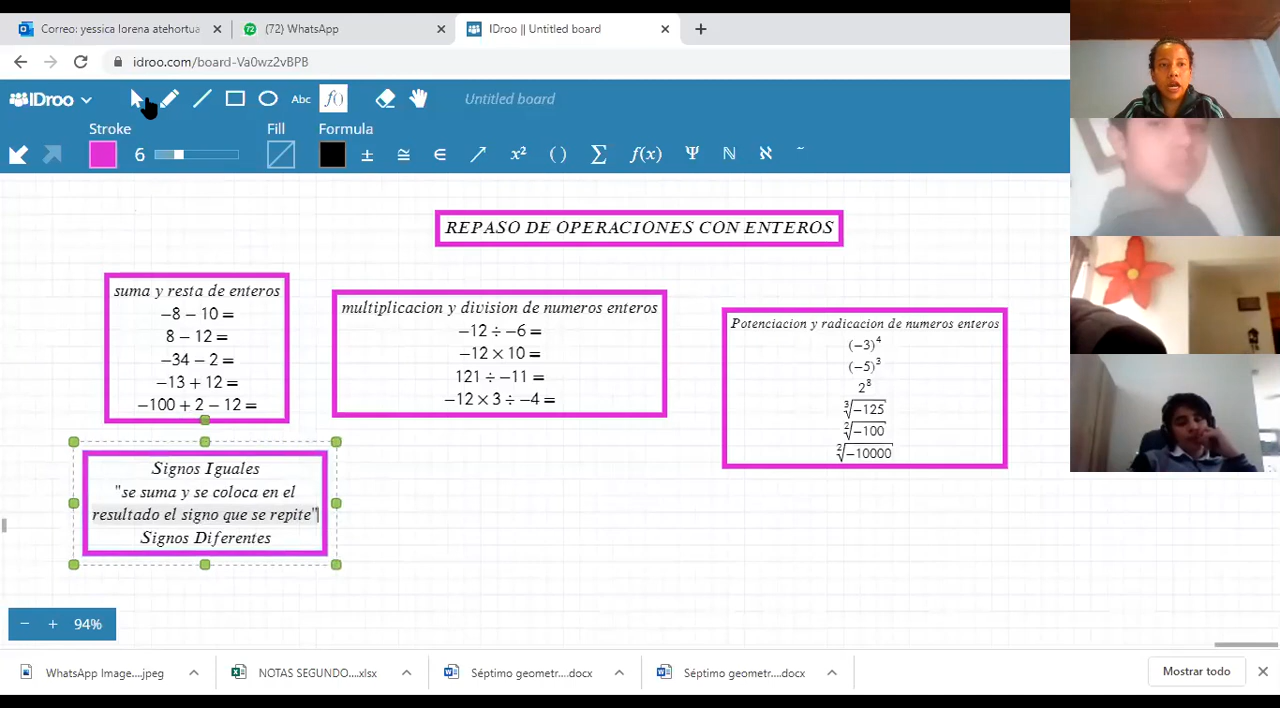 Correo: yessica lorena atehortua
72
(72) WhatsApp
IDroo || Untitled board
idroo.com/board-Va0wz2vBPB
IDroo
Abc
f()
Untitled board
Stroke
Fill
Formula
6
± ≅ ∈ x² ( ) ∑ f(x) Ψ ℕ ℵ
REPASO DE OPERACIONES CON ENTEROS
suma y resta de enteros
−8 − 10 =
8 − 12 =
−34 − 2 =
−13 + 12 =
−100 + 2 − 12 =
multiplicacion y division de numeros enteros
−12 ÷ −6 =
−12 × 10 =
121 ÷ −11 =
−12 × 3 ÷ −4 =
Potenciacion y radicacion de numeros enteros
(−3)⁴
(−5)³
2⁸
∛−125
²√−100
²√−10000
Signos Iguales
"se suma y se coloca en el
resultado el signo que se repite"
Signos Diferentes
− + 94%
WhatsApp Image....jpeg
NOTAS SEGUNDO....xlsx
Séptimo geometr....docx
Séptimo geometr....docx
Mostrar todo